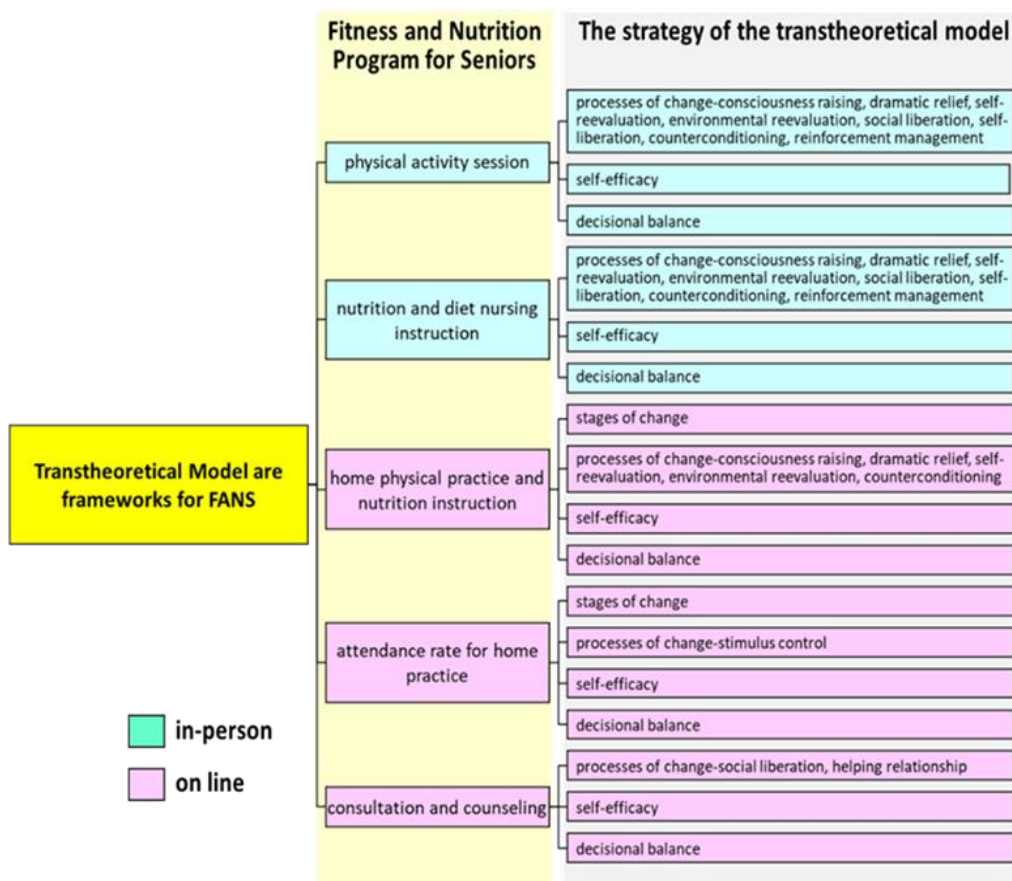 Fitness and Nutrition
Program for Seniors
The strategy of the transtheoretical model
physical activity session
processes of change-consciousness raising, dramatic relief, self-
reevaluation, environmental reevaluation, social liberation, self-
liberation, counterconditioning, reinforcement management
self-efficacy
decisional balance
nutrition and diet nursing
instruction
processes of change-consciousness raising, dramatic relief, self-
reevaluation, environmental reevaluation, social liberation, self-
liberation, counterconditioning, reinforcement management
self-efficacy
decisional balance
Transtheoretical Model are
frameworks for FANS
home physical practice and
nutrition instruction
stages of change
processes of change-consciousness raising, dramatic relief, self-
reevaluation, environmental reevaluation, counterconditioning
self-efficacy
decisional balance
attendance rate for home
practice
stages of change
processes of change-stimulus control
self-efficacy
decisional balance
consultation and counseling
processes of change-social liberation, helping relationship
self-efficacy
decisional balance
in-person
on line